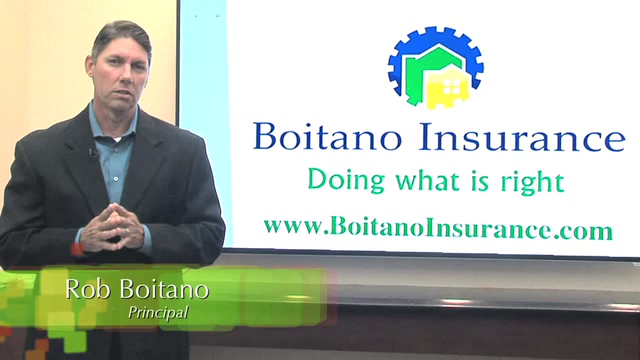 Boitano Insurance
Doing what is right
www.BoitanoInsurance.com
Rob Boitano
Principal